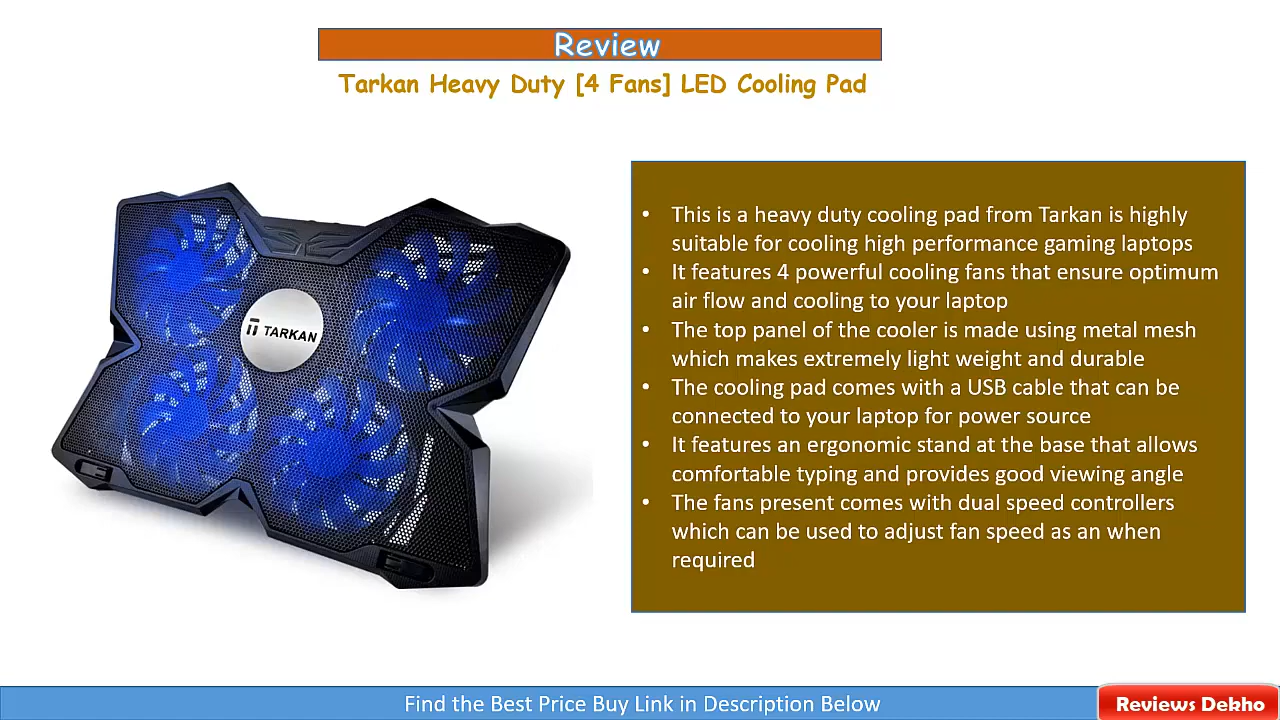 Review
Tarkan Heavy Duty [4 Fans] LED Cooling Pad
TARKAN
• This is a heavy duty cooling pad from Tarkan is highly
suitable for cooling high performance gaming laptops
• It features 4 powerful cooling fans that ensure optimum
air flow and cooling to your laptop
• The top panel of the cooler is made using metal mesh
which makes extremely light weight and durable
• The cooling pad comes with a USB cable that can be
connected to your laptop for power source
• It features an ergonomic stand at the base that allows
comfortable typing and provides good viewing angle
• The fans present comes with dual speed controllers
which can be used to adjust fan speed as an when
required
Find the Best Price Buy Link in Description Below
Reviews Dekho